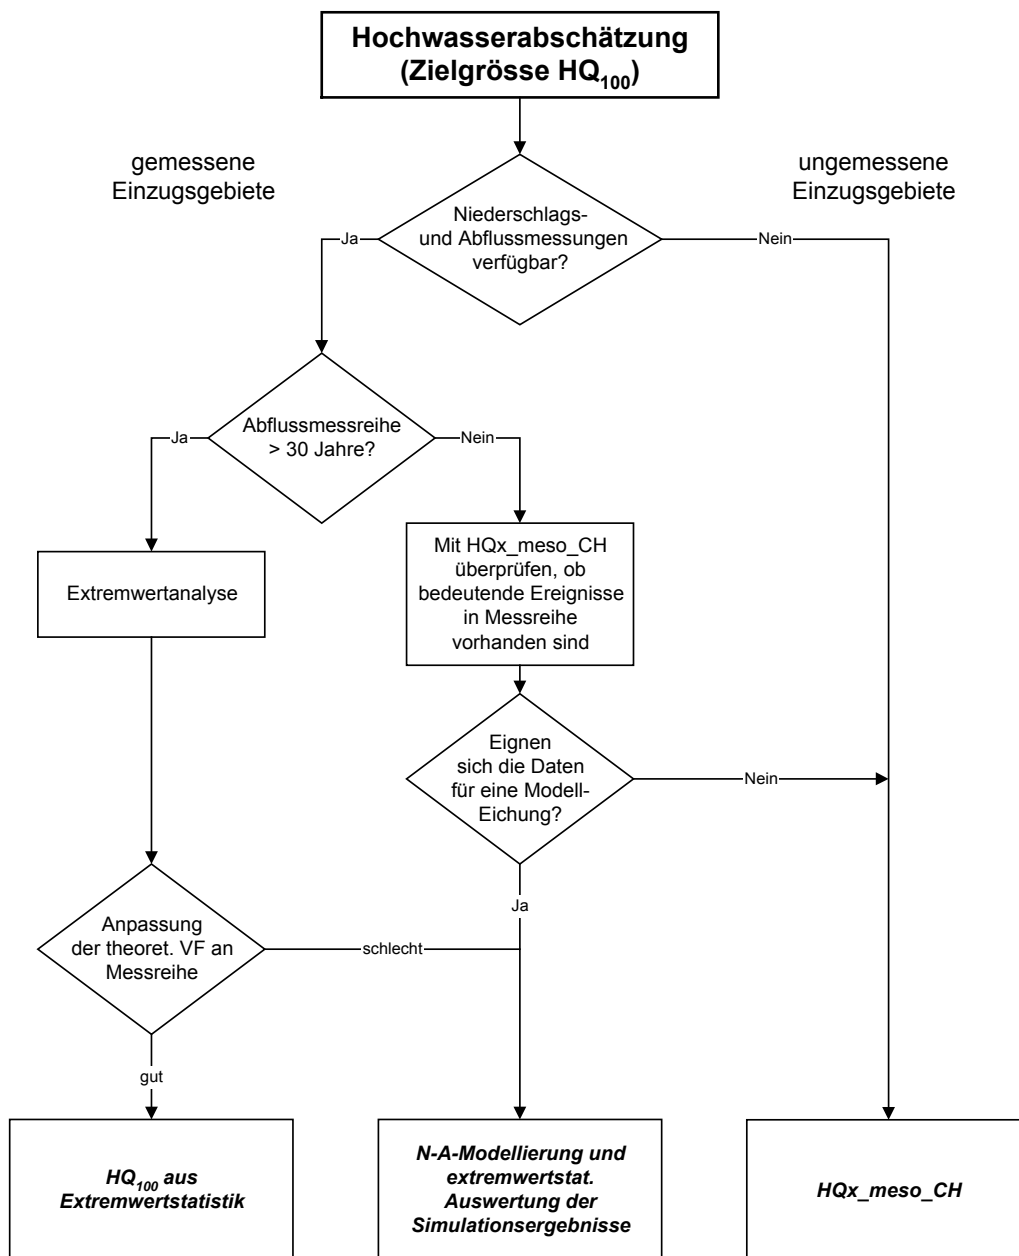 Hochwasserabschätzung
(Zielgrösse HQ100)
gemessene
Einzugsgebiete
ungemessene
Einzugsgebiete
Niederschlags-
und Abflussmessungen
verfügbar?
Ja
Nein
Abflussmessreihe
> 30 Jahre?
Ja
Nein
Extremwertanalyse
Mit HQx_meso_CH
überprüfen, ob
bedeutende Ereignisse
in Messreihe
vorhanden sind
Eignen
sich die Daten
für eine Modell-
Eichung?
Nein
Ja
Anpassung
der theoret. VF an
Messreihe
schlecht
gut
HQ100 aus
Extremwertstatistik
N-A-Modellierung und
extremwertstat.
Auswertung der
Simulationsergebnisse
HQx_meso_CH